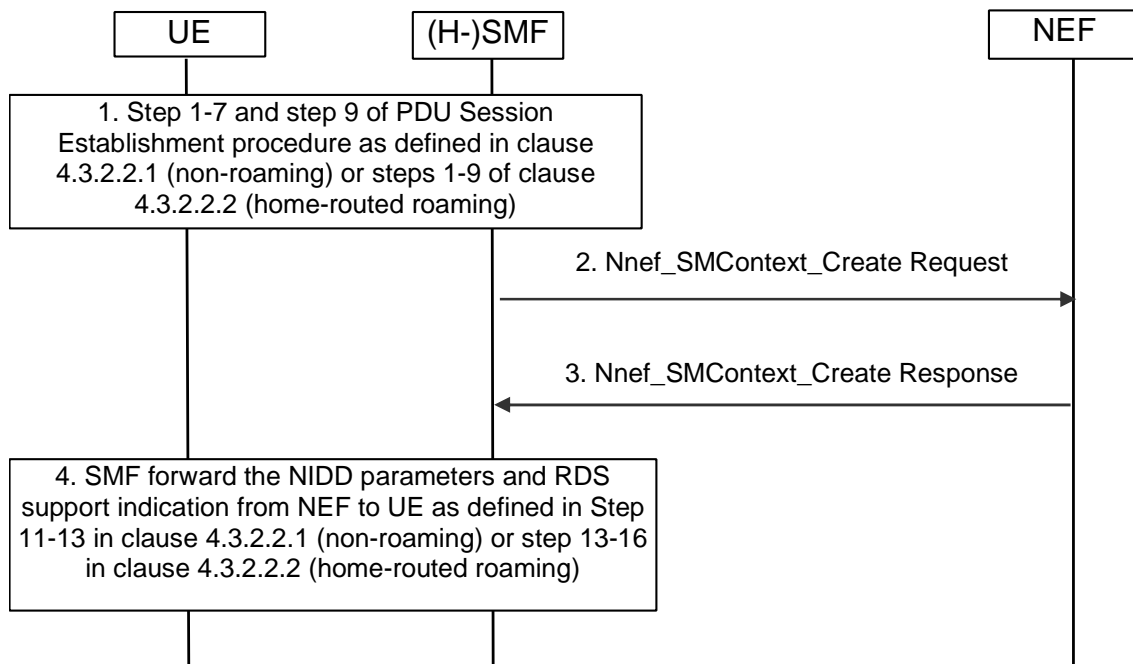 UE
(H-)SMF
NEF
1. Step 1-7 and step 9 of PDU Session
Establishment procedure as defined in clause
4.3.2.2.1 (non-roaming) or steps 1-9 of clause
4.3.2.2.2 (home-routed roaming)
2. Nnef_SMContext_Create Request
3. Nnef_SMContext_Create Response
4. SMF forward the NIDD parameters and RDS
support indication from NEF to UE as defined in Step
11-13 in clause 4.3.2.2.1 (non-roaming) or step 13-16
in clause 4.3.2.2.2 (home-routed roaming)